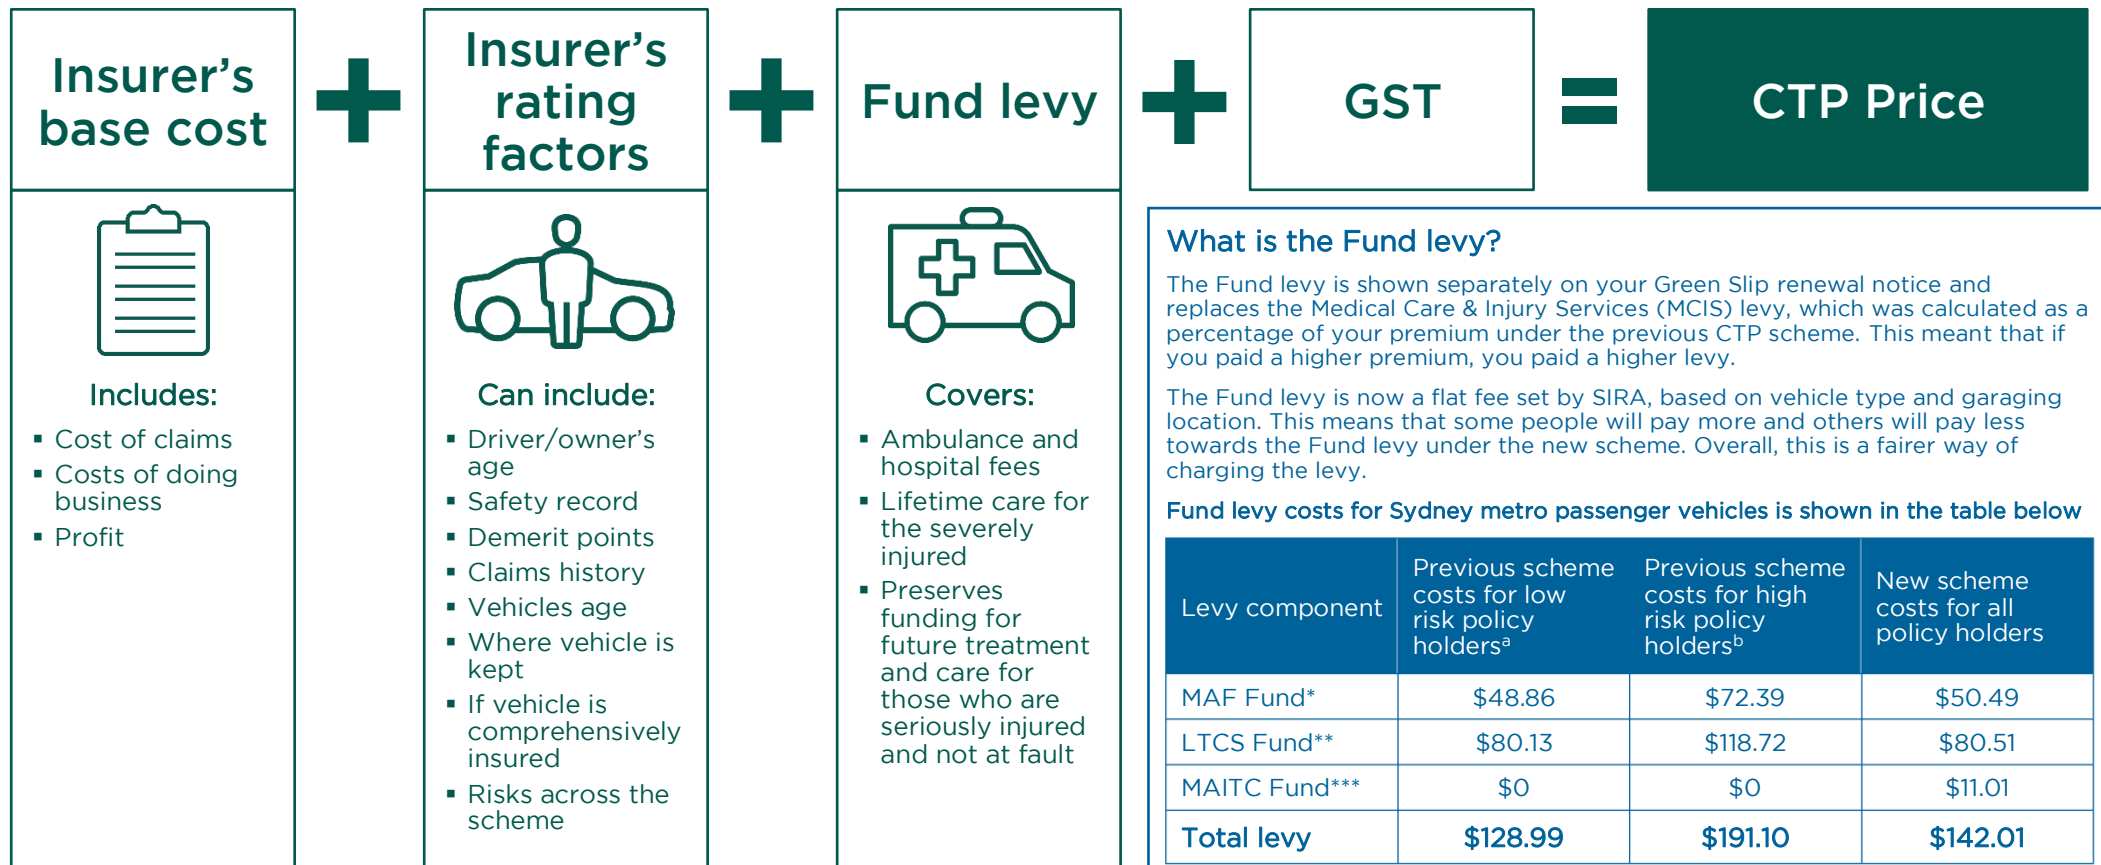 Insurer's
base cost
+
Insurer's
rating
factors
+
Fund levy
+
GST
=
CTP Price
Includes:
▪ Cost of claims
▪ Costs of doing
business
▪ Profit
Can include:
▪ Driver/owner's
age
▪ Safety record
▪ Demerit points
▪ Claims history
▪ Vehicles age
▪ Where vehicle is
kept
▪ If vehicle is
comprehensively
insured
▪ Risks across the
scheme
Covers:
▪ Ambulance and
hospital fees
▪ Lifetime care for
the severely
injured
▪ Preserves
funding for
future treatment
and care for
those who are
seriously injured
and not at fault
What is the Fund levy?
The Fund levy is shown separately on your Green Slip renewal notice and
replaces the Medical Care & Injury Services (MCIS) levy, which was calculated as a
percentage of your premium under the previous CTP scheme. This meant that if
you paid a higher premium, you paid a higher levy.
The Fund levy is now a flat fee set by SIRA, based on vehicle type and garaging
location. This means that some people will pay more and others will pay less
towards the Fund levy under the new scheme. Overall, this is a fairer way of
charging the levy.
Fund levy costs for Sydney metro passenger vehicles is shown in the table below
Levy component
Previous scheme
costs for low
risk policy
holdersᵃ
Previous scheme
costs for high
risk policy
holdersᵇ
New scheme
costs for all
policy holders
MAF Fund* $48.86 $72.39 $50.49
LTCS Fund** $80.13 $118.72 $80.51
MAITC Fund*** $0 $0 $11.01
Total levy $128.99 $191.10 $142.01